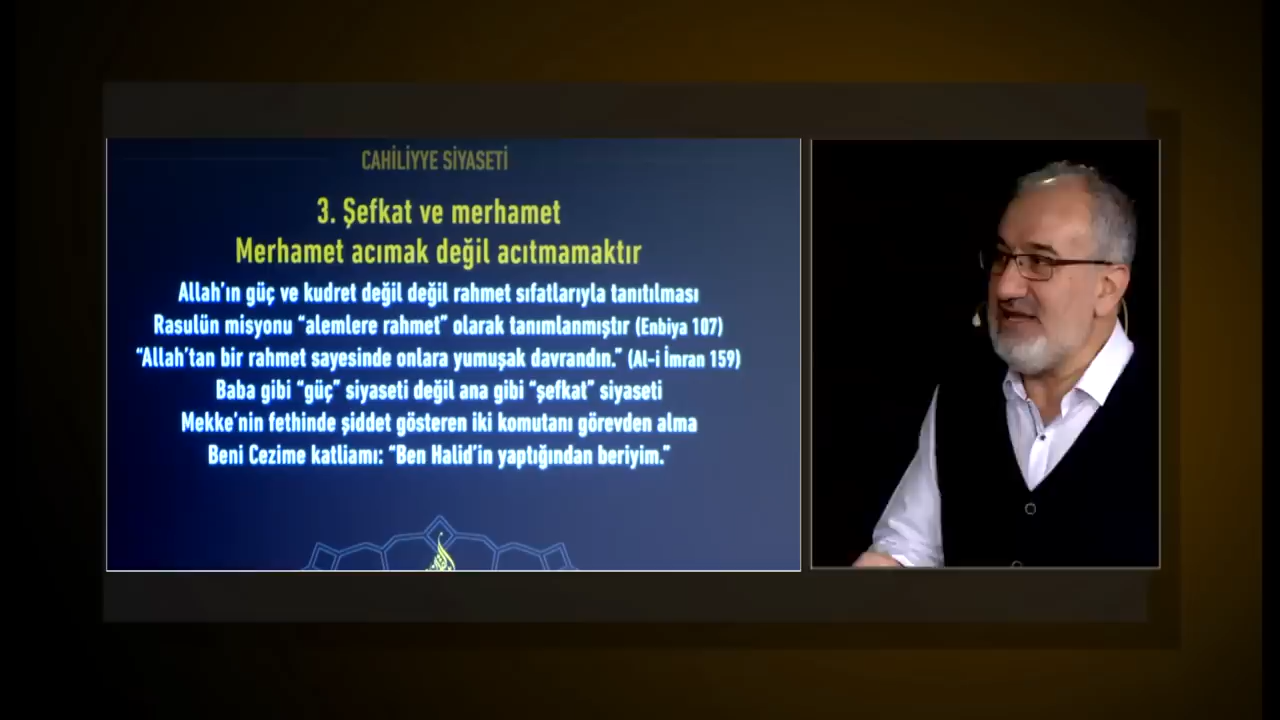 CAHİLİYYE SİYASETİ
3. Şefkat ve merhamet
Merhamet acımak değil acıtmamaktır
Allah'ın güç ve kudret değil değil rahmet sıfatlarıyla tanıtılması
Rasulün misyonu “alemlere rahmet” olarak tanımlanmıştır (Enbiya 107)
“Allah'tan bir rahmet sayesinde onlara yumuşak davrandın.” (Al-i İmran 159)
Baba gibi “güç” siyaseti değil ana gibi “şefkat” siyaseti
Mekke'nin fethinde şiddet gösteren iki komutanı görevden alma
Beni Cezime katliamı: “Ben Halid'in yaptığından beriyim.”